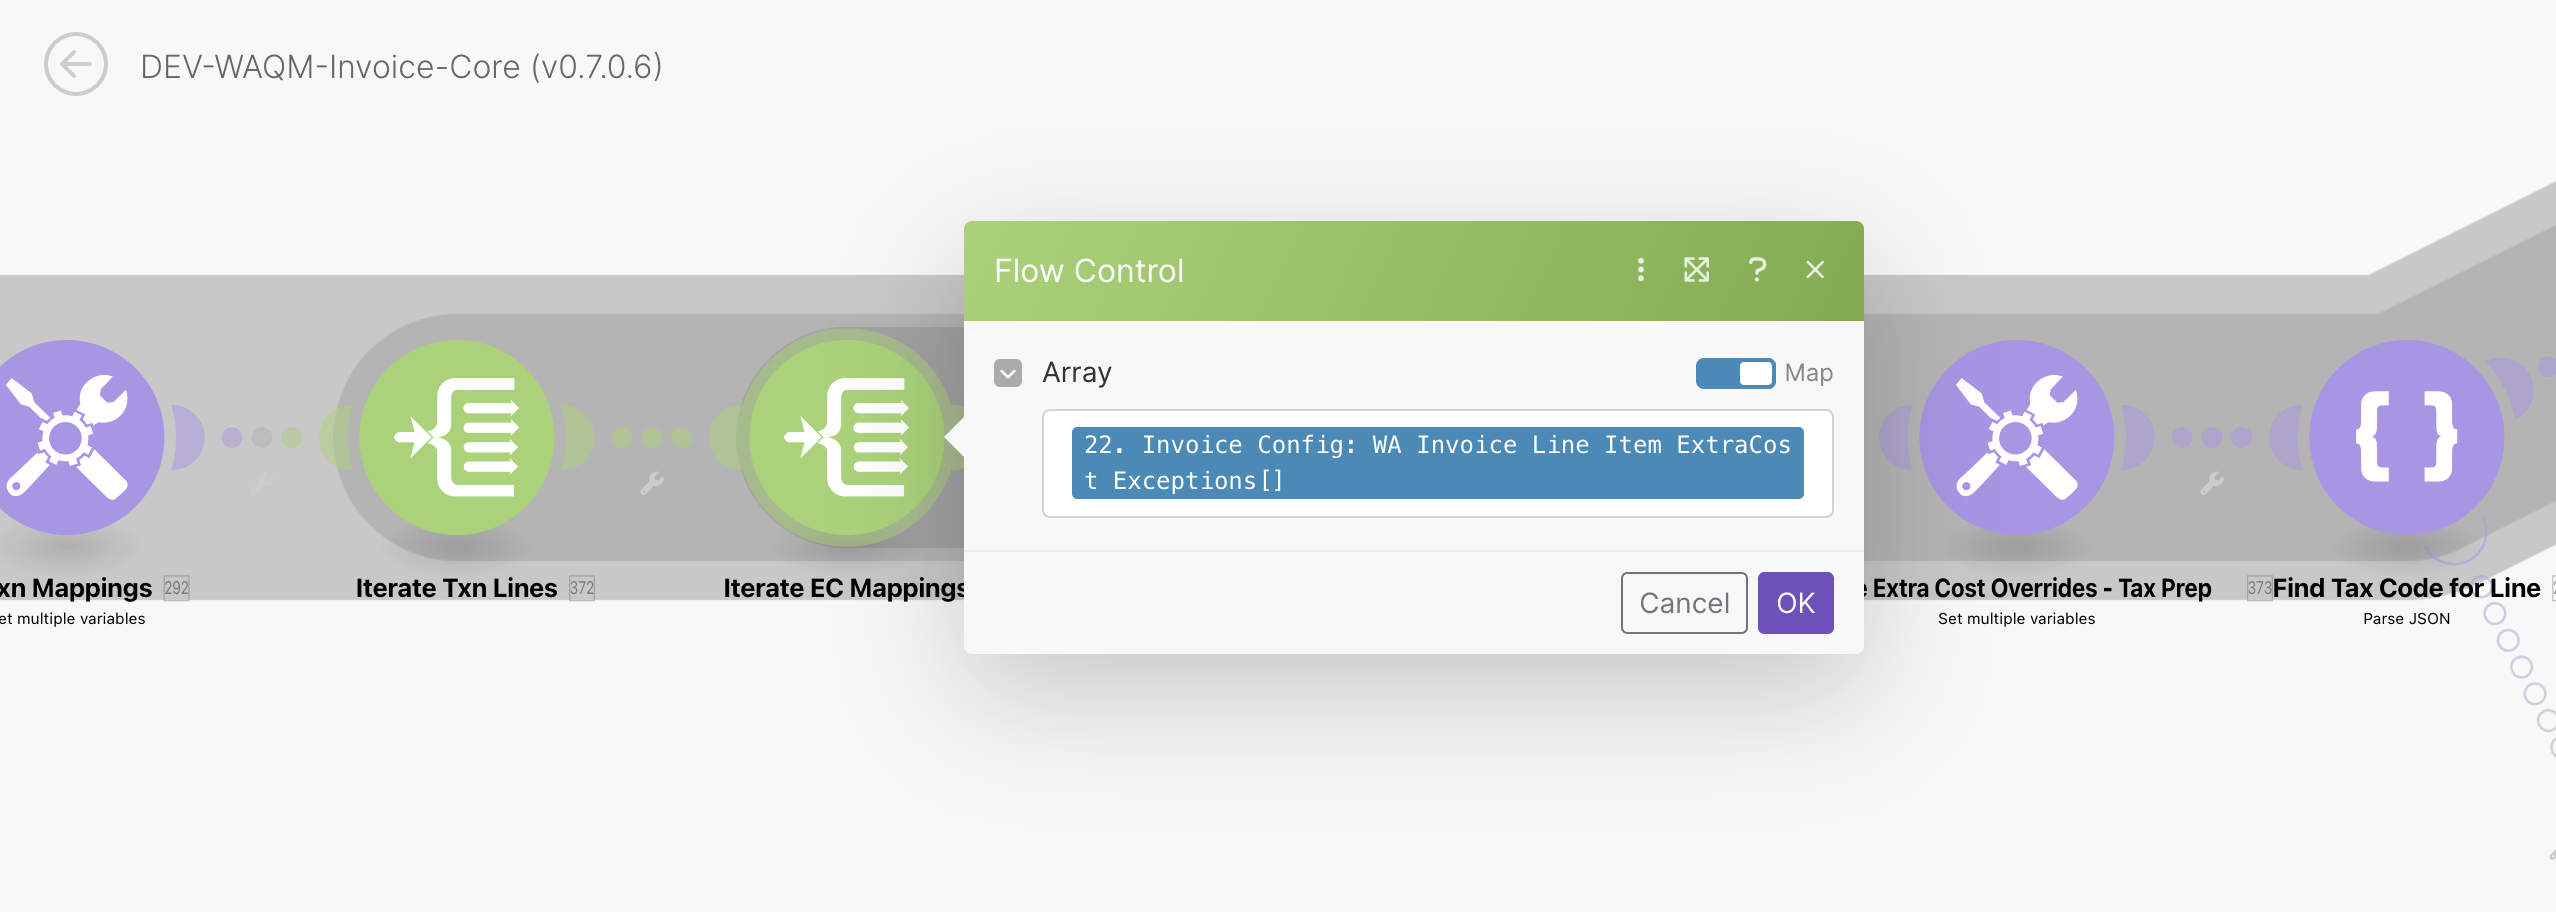 DEV-WAQM-Invoice-Core (v0.7.0.6)
Flow Control
Array
Map
22. Invoice Config: WA Invoice Line Item ExtraCos
t Exceptions[]
Cancel
OK
xn Mappings 292
et multiple variables
Iterate Txn Lines 372
Iterate EC Mappings
e Extra Cost Overrides - Tax Prep 373
Set multiple variables
Find Tax Code for Line
Parse JSON